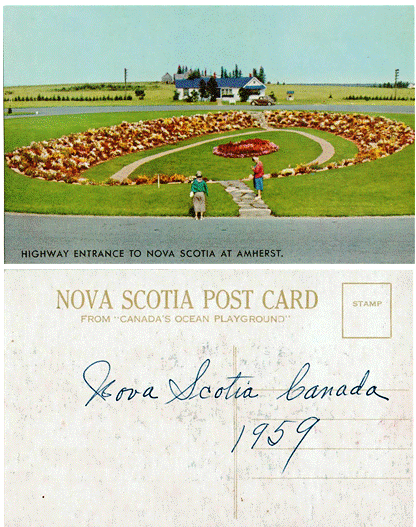 HIGHWAY ENTRANCE TO NOVA SCOTIA AT AMHERST.
NOVA SCOTIA POST CARD
FROM "CANADA'S OCEAN PLAYGROUND"
STAMP
Nova Scotia Canada
1959